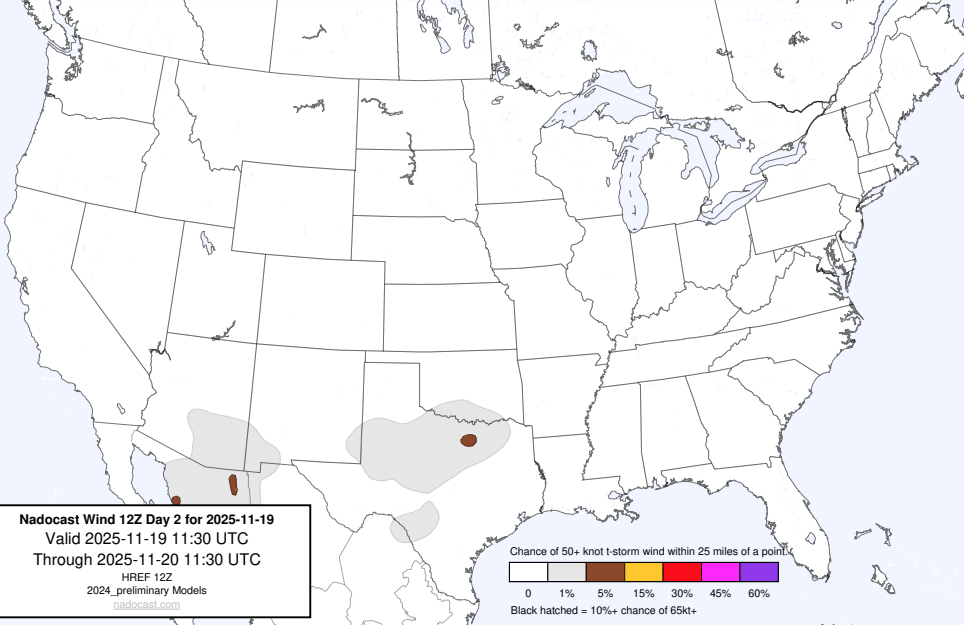 Nadocast Wind 12Z Day 2 for 2025-11-19
Valid 2025-11-19 11:30 UTC
Through 2025-11-20 11:30 UTC
HREF 12Z
2024_preliminary Models
nadocast.com
Chance of 50+ knot t-storm wind within 25 miles of a point.
0 1% 5% 15% 30% 45% 60%
Black hatched = 10%+ chance of 65kt+